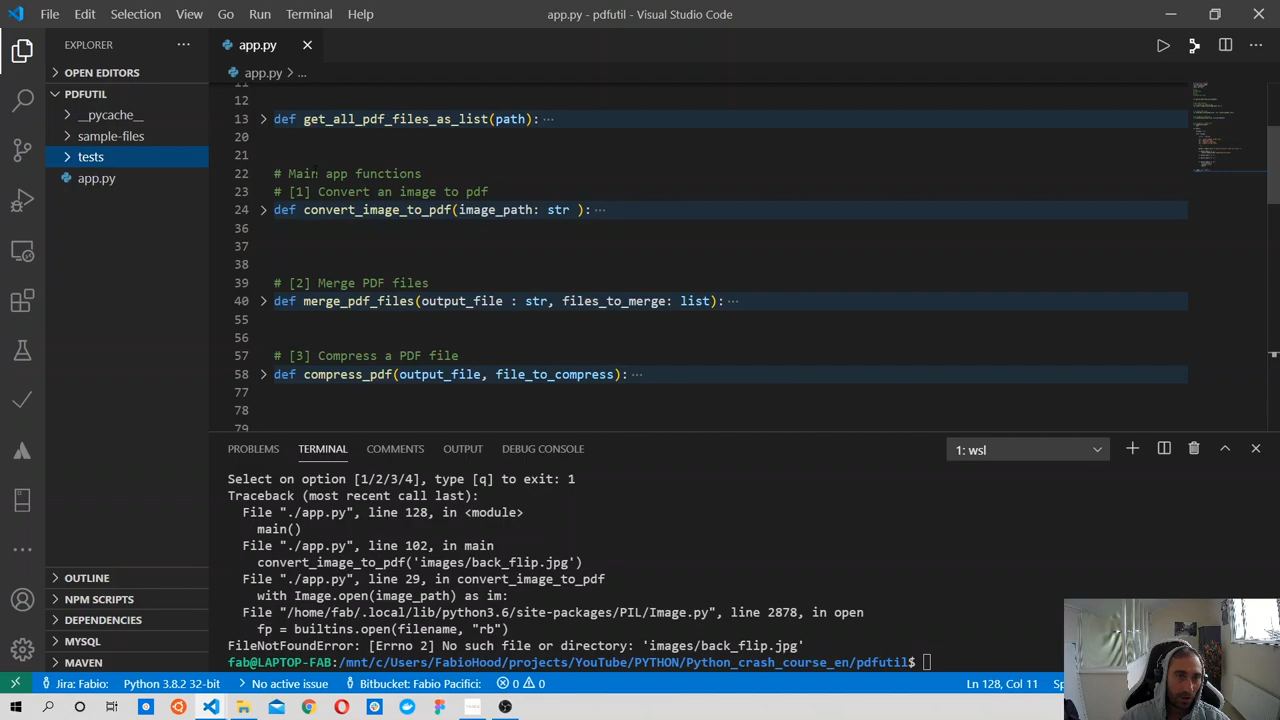 File Edit Selection View Go Run Terminal Help
app.py - pdfutil - Visual Studio Code
EXPLORER
app.py
OPEN EDITORS
app.py > ...
PDFUTIL
11
12
__pycache__
13 def get_all_pdf_files_as_list(path):...
sample-files
20
tests
21
22 # Main app functions
app.py
23 # [1] Convert an image to pdf
24 def convert_image_to_pdf(image_path: str ):...
36
37
38
39 # [2] Merge PDF files
40 def merge_pdf_files(output_file : str, files_to_merge: list):...
55
56
57 # [3] Compress a PDF file
58 def compress_pdf(output_file, file_to_compress):...
77
78
79
PROBLEMS TERMINAL COMMENTS OUTPUT DEBUG CONSOLE
1: wsl
Select on option [1/2/3/4], type [q] to exit: 1
Traceback (most recent call last):
File "./app.py", line 128, in <module>
main()
File "./app.py", line 102, in main
convert_image_to_pdf('images/back_flip.jpg')
File "./app.py", line 29, in convert_image_to_pdf
with Image.open(image_path) as im:
File "/home/fab/.local/lib/python3.6/site-packages/PIL/Image.py", line 2878, in open
fp = builtins.open(filename, "rb")
FileNotFoundError: [Errno 2] No such file or directory: 'images/back_flip.jpg'
fab@LAPTOP-FAB:/mnt/c/Users/FabioHood/projects/YouTube/PYTHON/Python_crash_course_en/pdfutil$
OUTLINE
NPM SCRIPTS
DEPENDENCIES
MYSQL
MAVEN
Jira: Fabio: Python 3.8.2 32-bit No active issue Bitbucket: Fabio Pacifici: 0 0 Ln 128, Col 11